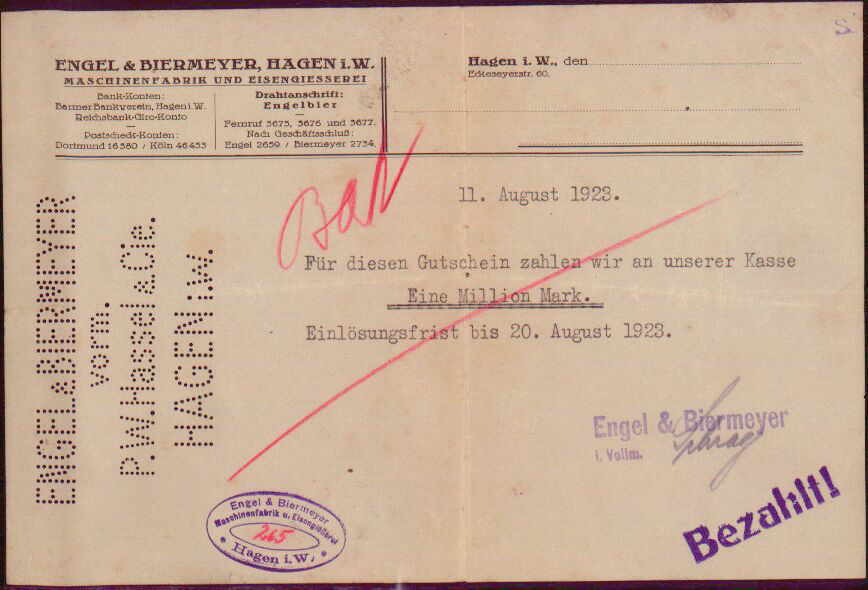 ENGEL & BIERMEYER, HAGEN i.W.
MASCHINENFABRIK UND EISENGIESSEREI
Bank-Konten:
Barmer Bankverein, Hagen i.W.
Reichsbank-Giro-Konto
Postscheck-Konten:
Dortmund 16380 / Köln 46453
Drahtanschrift:
Engelbier
Fernruf 3675, 3676 und 3677.
Nach Geschäftsschluß:
Engel 2659 / Biermeyer 2734.
Hagen i. W., den
Eckeseyerstr. 60.
Bar
11. August 1923.
Für diesen Gutschein zahlen wir an unserer Kasse
Eine Million Mark.
Einlösungsfrist bis 20. August 1923.
ENGEL & BIERMEYER
vorm.
P.W. Hassel & Cie.
HAGEN i.W.
Engel & Biermeyer
i. Vollm.
Bezahlt!
Engel & Biermeyer
Maschinenfabrik u. Eisengießerei
265
Hagen i.W.